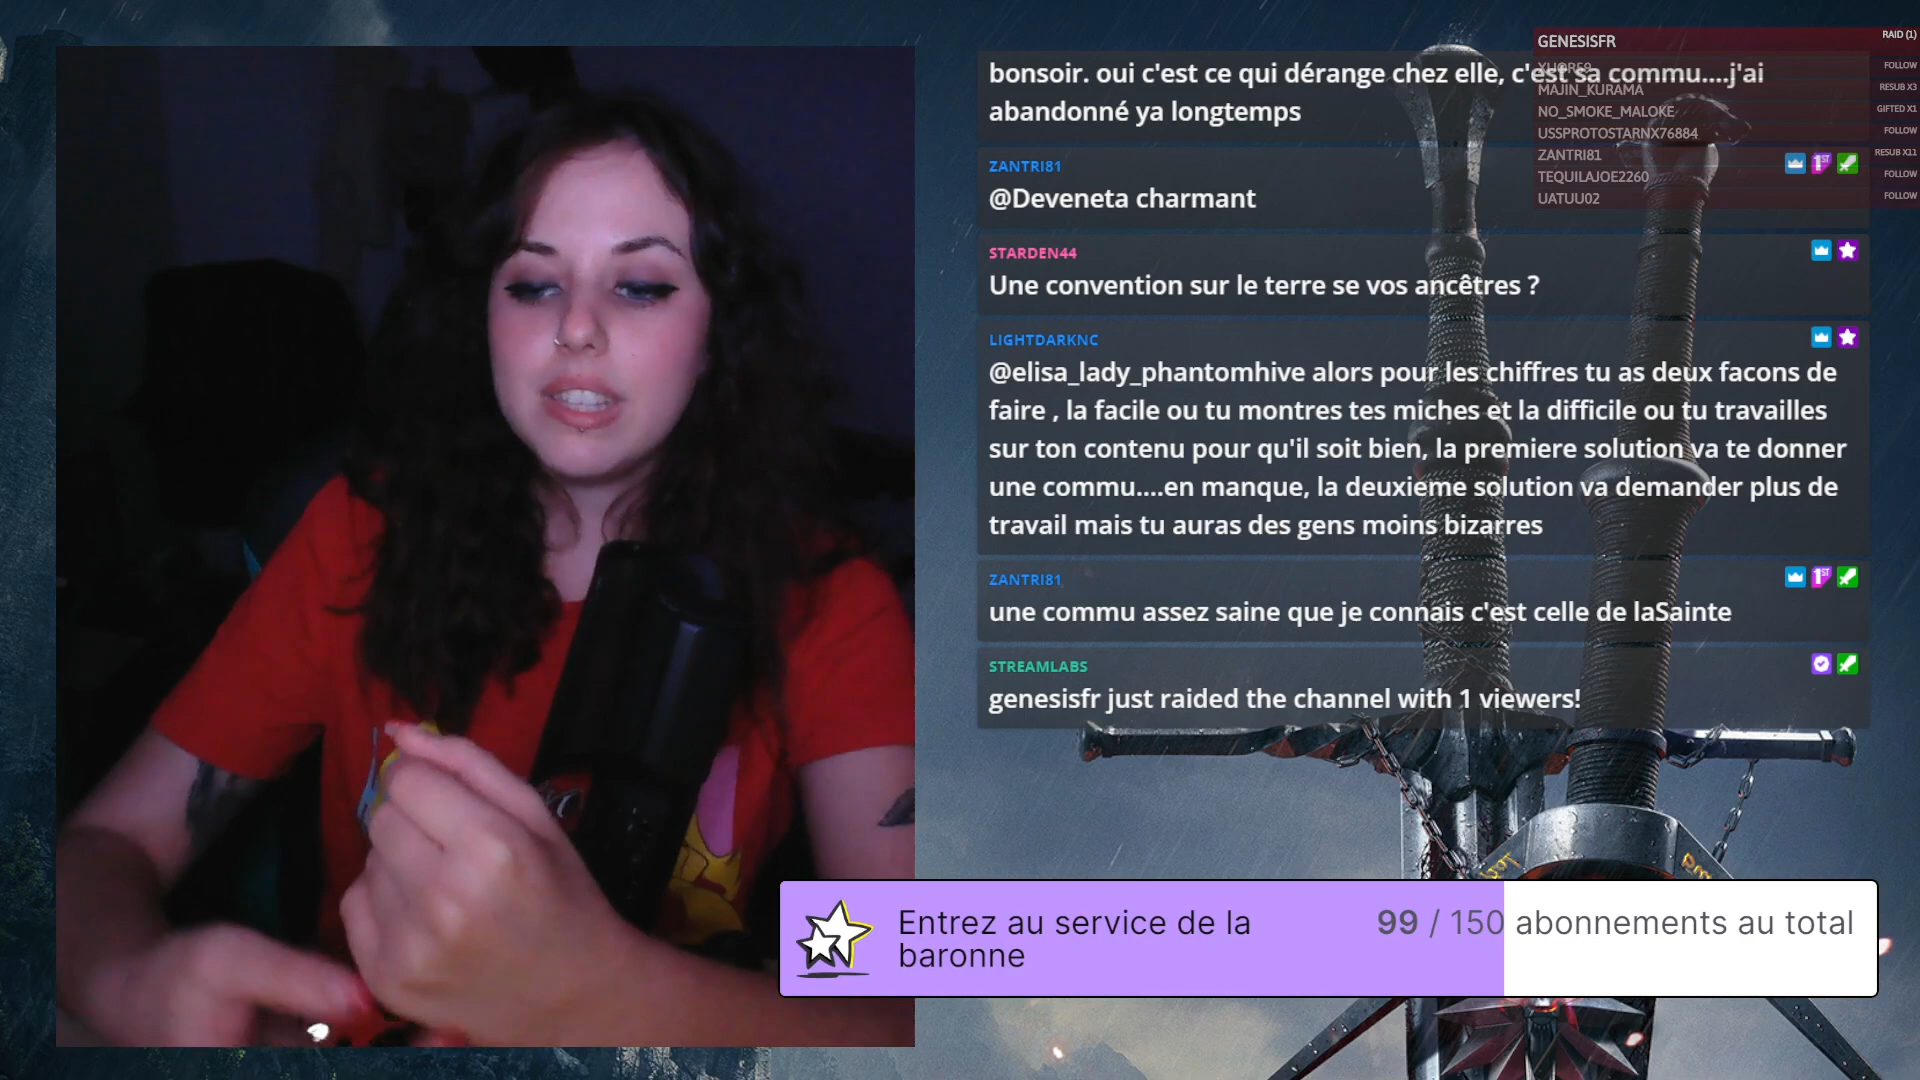 bonsoir. oui c'est ce qui dérange chez elle, c'est sa commu....j'ai
abandonné ya longtemps
ZANTRI81
@Deveneta charmant
STARDEN44
Une convention sur le terre se vos ancêtres ?
LIGHTDARKNC
@elisa_lady_phantomhive alors pour les chiffres tu as deux facons de
faire , la facile ou tu montres tes miches et la difficile ou tu travailles
sur ton contenu pour qu'il soit bien, la premiere solution va te donner
une commu....en manque, la deuxieme solution va demander plus de
travail mais tu auras des gens moins bizarres
ZANTRI81
une commu assez saine que je connais c'est celle de laSainte
STREAMLABS
genesisfr just raided the channel with 1 viewers!
GENESISFR RAID (1)
FOLLOW
MAJIN_KURAMA RESUB X3
NO_SMOKE_MALOKE GIFTED X1
USSPROTOSTARNX76884 FOLLOW
ZANTRI81 RESUB X11
TEQUILAJOE2260 FOLLOW
UATUU02 FOLLOW
1ST
1ST
Entrez au service de la
baronne
99 / 150 abonnements au total